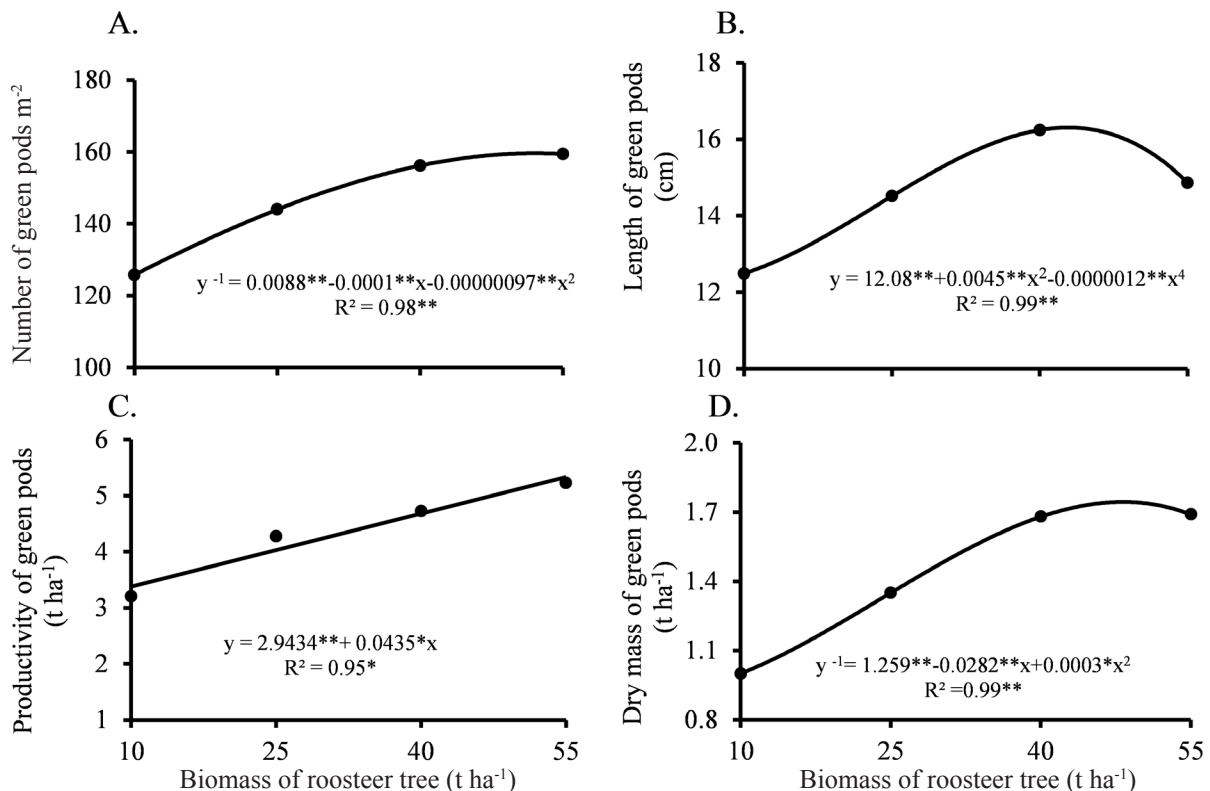 A.
Number of green pods m⁻²
180
160
140
120
100
y ⁻¹ = 0.0088**-0.0001**x-0.00000097**x²
R² = 0.98**
B.
Length of green pods
(cm)
18
16
14
12
10
y = 12.08**+0.0045**x²-0.0000012**x⁴
R² = 0.99**
10
25
40
55
C.
Productivity of green pods
(t ha⁻¹)
6
5
4
3
2
1
y = 2.9434**+ 0.0435*x
R² = 0.95*
10
25
40
55
Biomass of roosteer tree (t ha⁻¹)
D.
Dry mass of green pods
(t ha⁻¹)
2.0
1.7
1.4
1.1
0.8
y ⁻¹= 1.259**-0.0282**x+0.0003*x²
R² =0.99**
10
25
40
55
Biomass of roosteer tree (t ha⁻¹)